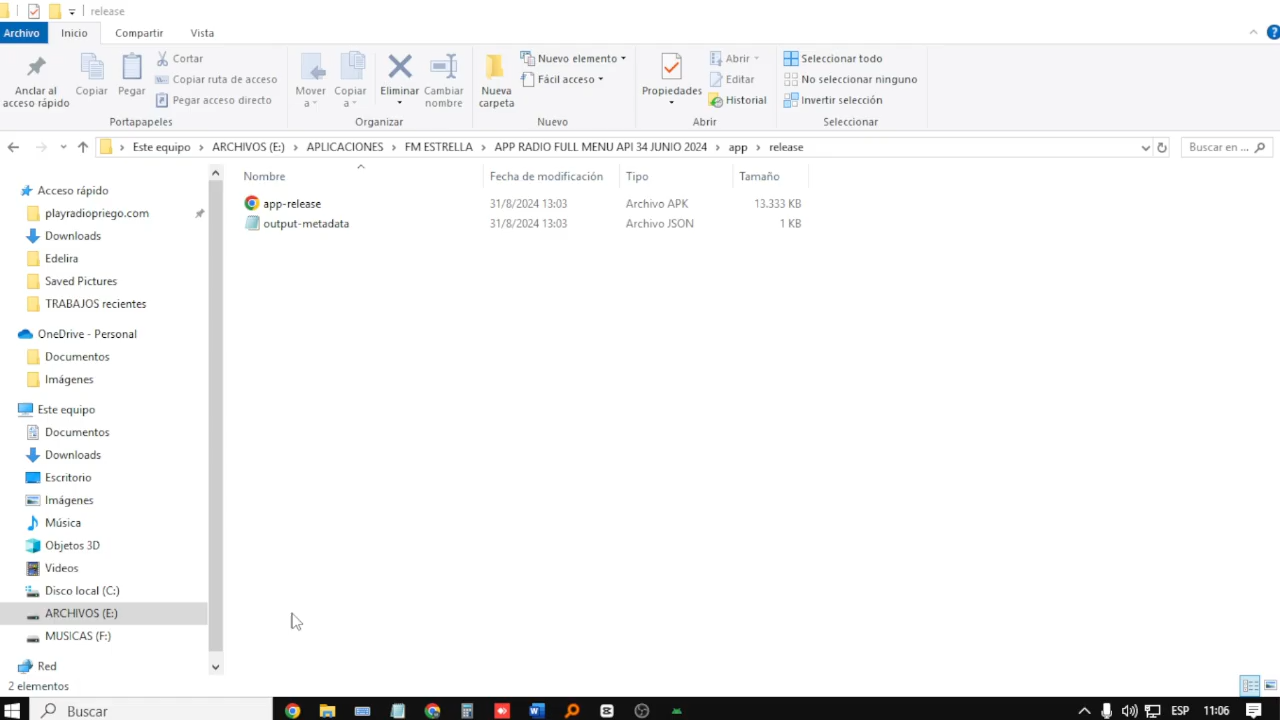 release
Archivo Inicio Compartir Vista
Anclar al acceso rápido
Copiar
Pegar
Cortar
Copiar ruta de acceso
Pegar acceso directo
Portapapeles
Mover a
Copiar a
Eliminar
Cambiar nombre
Organizar
Nueva carpeta
Nuevo elemento
Fácil acceso
Nuevo
Propiedades
Abrir
Editar
Historial
Abrir
Seleccionar todo
No seleccionar ninguno
Invertir selección
Seleccionar
Este equipo > ARCHIVOS (E:) > APLICACIONES > FM ESTRELLA > APP RADIO FULL MENU API 34 JUNIO 2024 > app > release
Buscar en ...
Nombre Fecha de modificación Tipo Tamaño
app-release 31/8/2024 13:03 Archivo APK 13.333 KB
output-metadata 31/8/2024 13:03 Archivo JSON 1 KB
Acceso rápido
playradiopriego.com
Downloads
Edelira
Saved Pictures
TRABAJOS recientes
OneDrive - Personal
Documentos
Imágenes
Este equipo
Documentos
Downloads
Escritorio
Imágenes
Música
Objetos 3D
Videos
Disco local (C:)
ARCHIVOS (E:)
MUSICAS (F:)
Red
2 elementos
Buscar
ESP 11:06